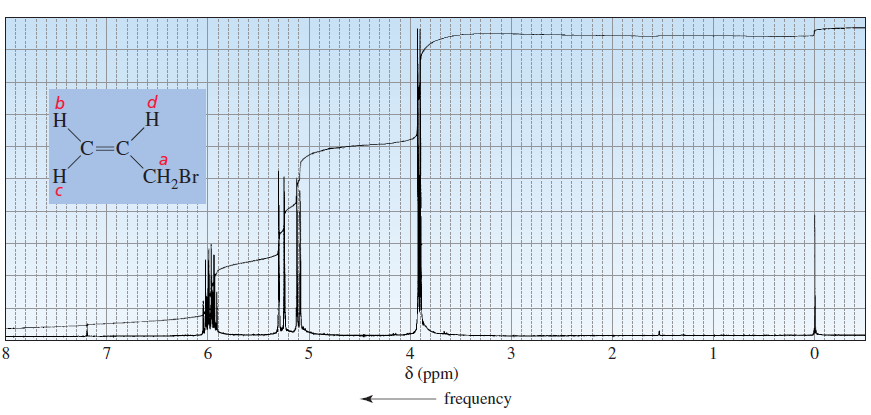 b d
H H
C=C
a
H CH₂Br
c
8 7 6 5 4 3 2 1 0
δ (ppm)
frequency